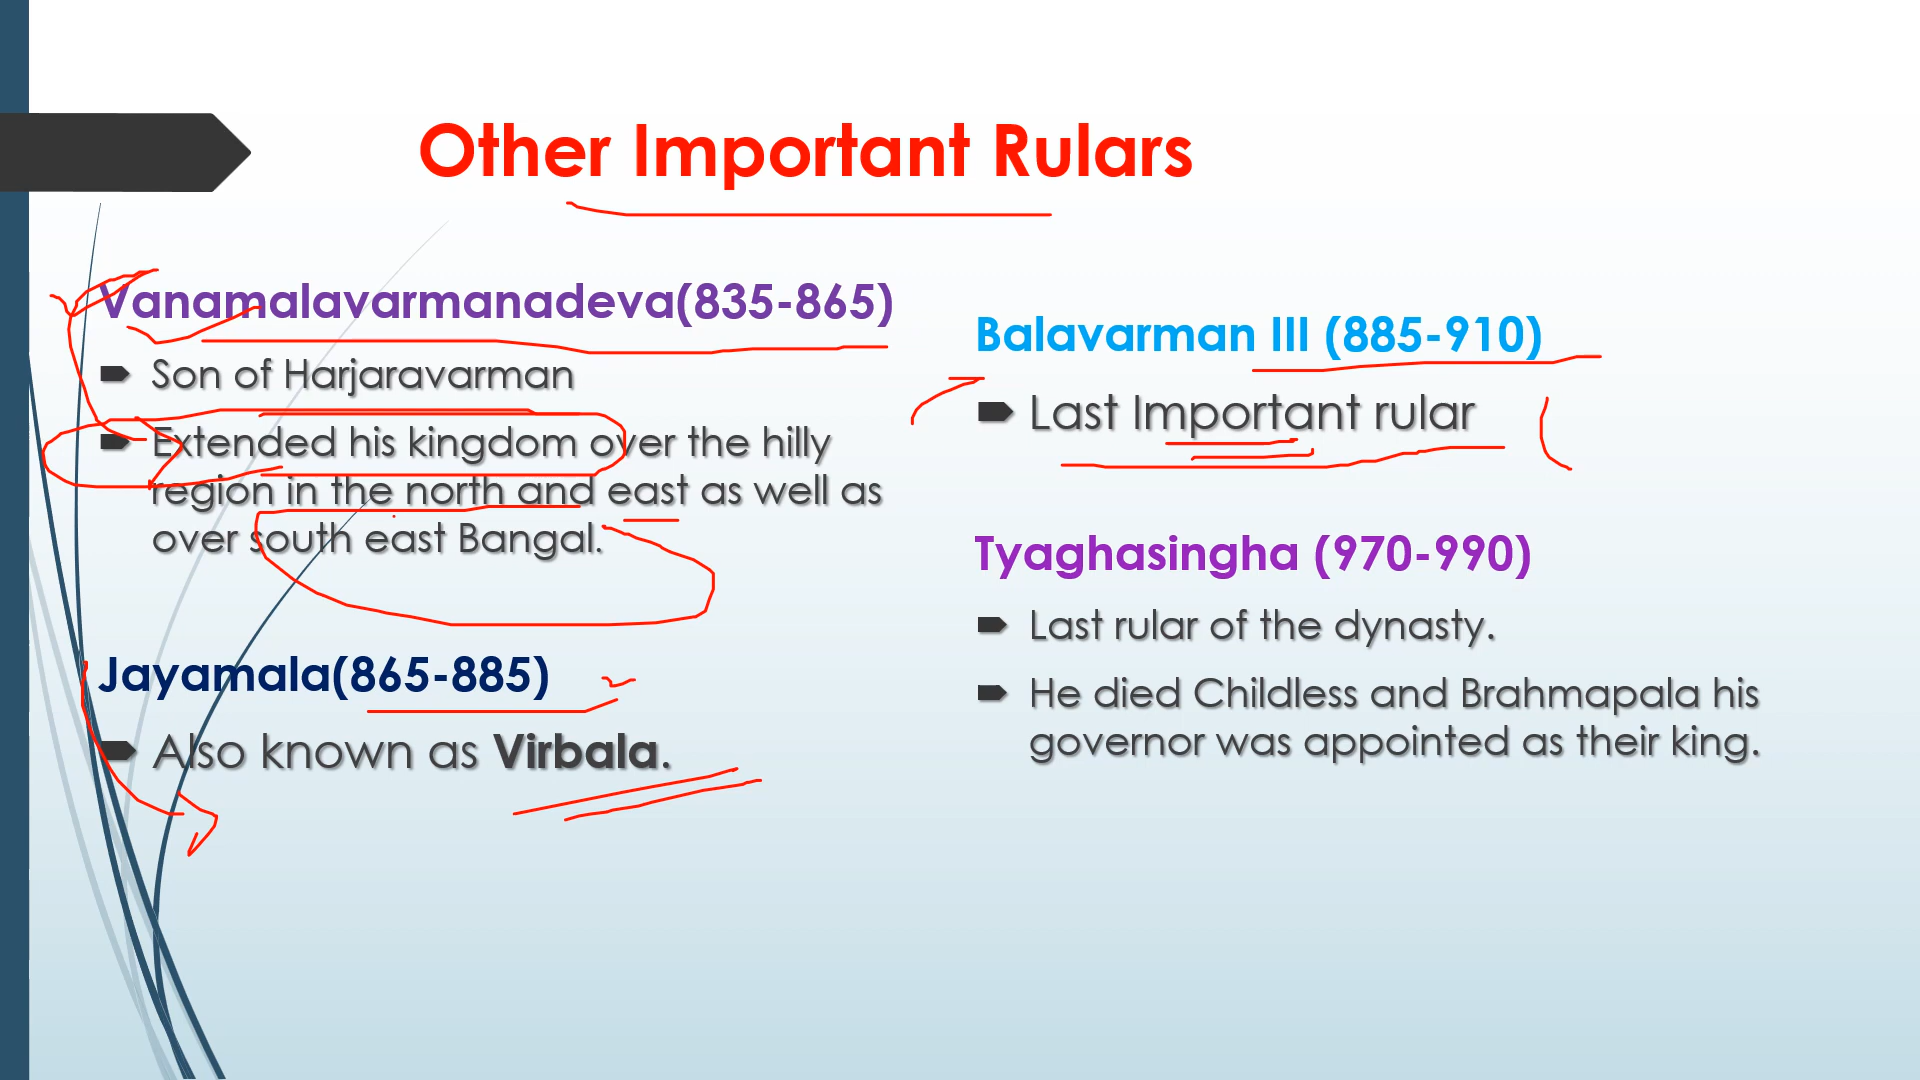 Other Important Rulars
Vanamalavarmanadeva(835-865)
Son of Harjaravarman
Extended his kingdom over the hilly
region in the north and east as well as
over south east Bangal.
Jayamala(865-885)
Also known as Virbala.
Balavarman III (885-910)
Last Important rular
Tyaghasingha (970-990)
Last rular of the dynasty.
He died Childless and Brahmapala his
governor was appointed as their king.